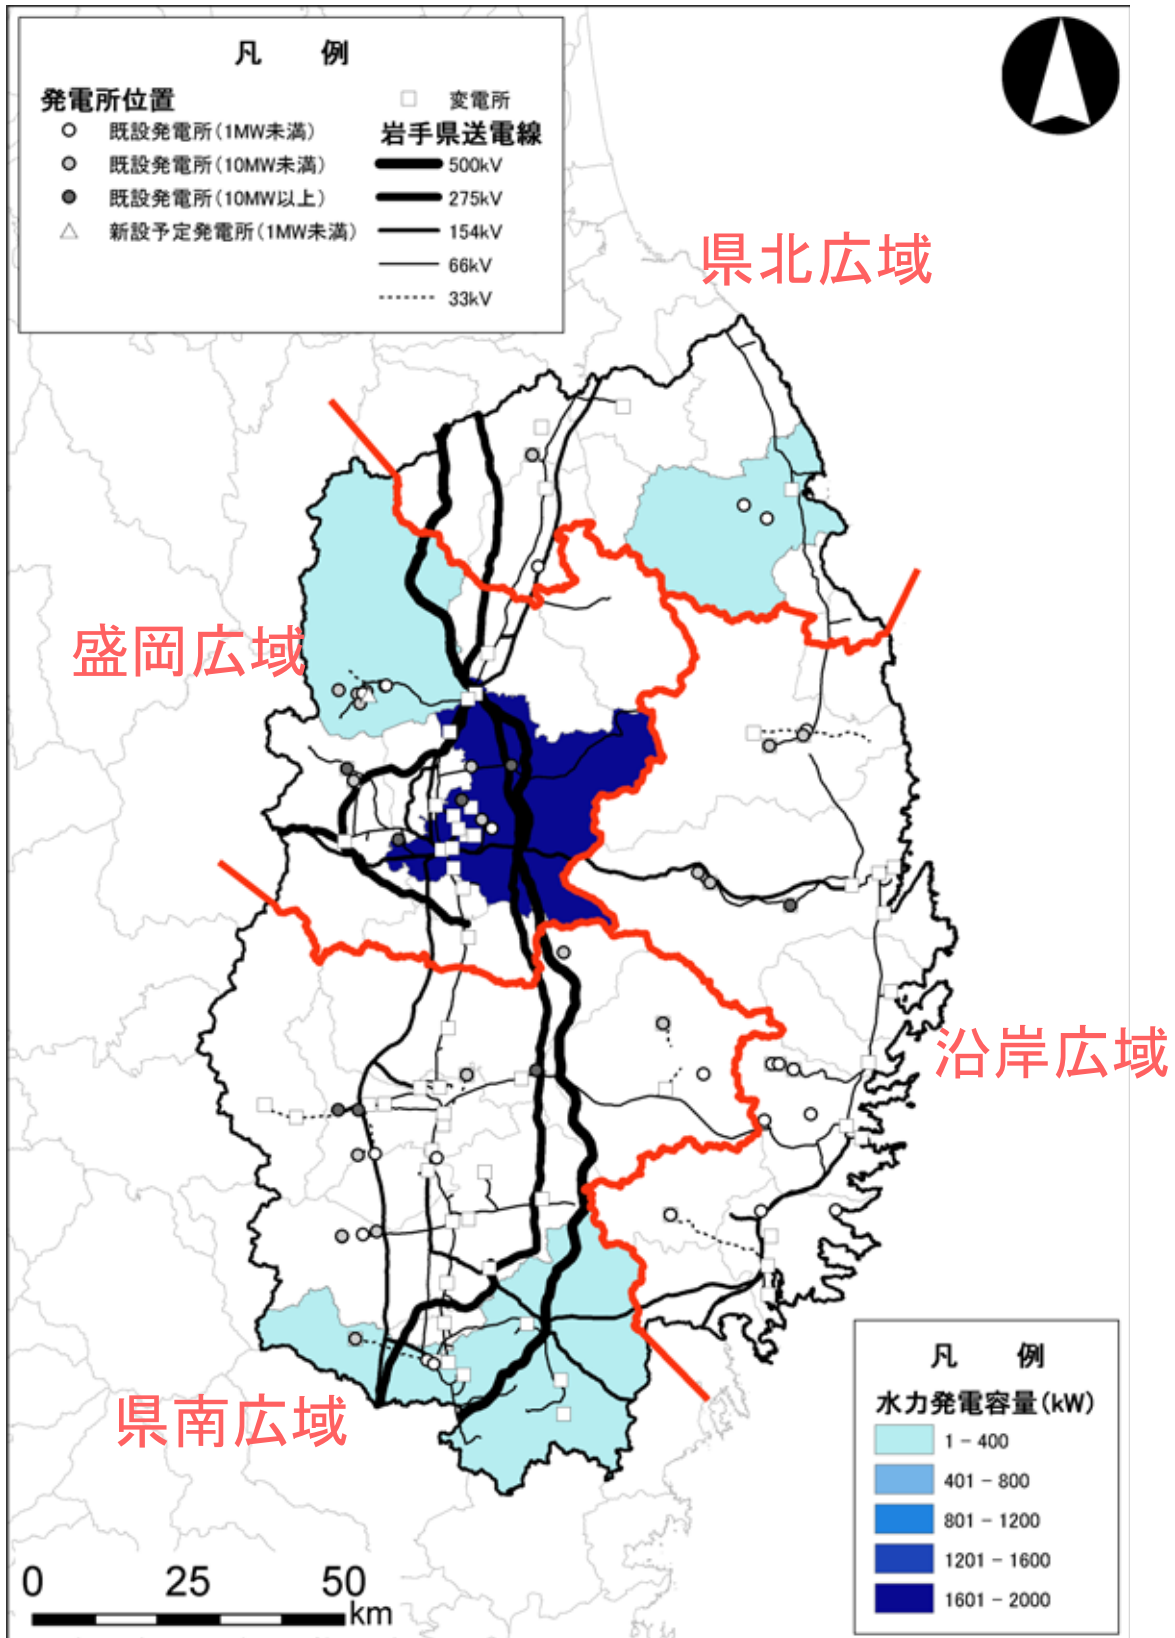 凡　例
発電所位置
既設発電所(1MW未満)
既設発電所(10MW未満)
既設発電所(10MW以上)
新設予定発電所(1MW未満)
変電所
岩手県送電線
500kV
275kV
154kV
66kV
33kV
県北広域
盛岡広域
沿岸広域
県南広域
凡　例
水力発電容量(kW)
1 - 400
401 - 800
801 - 1200
1201 - 1600
1601 - 2000
0 25 50
km